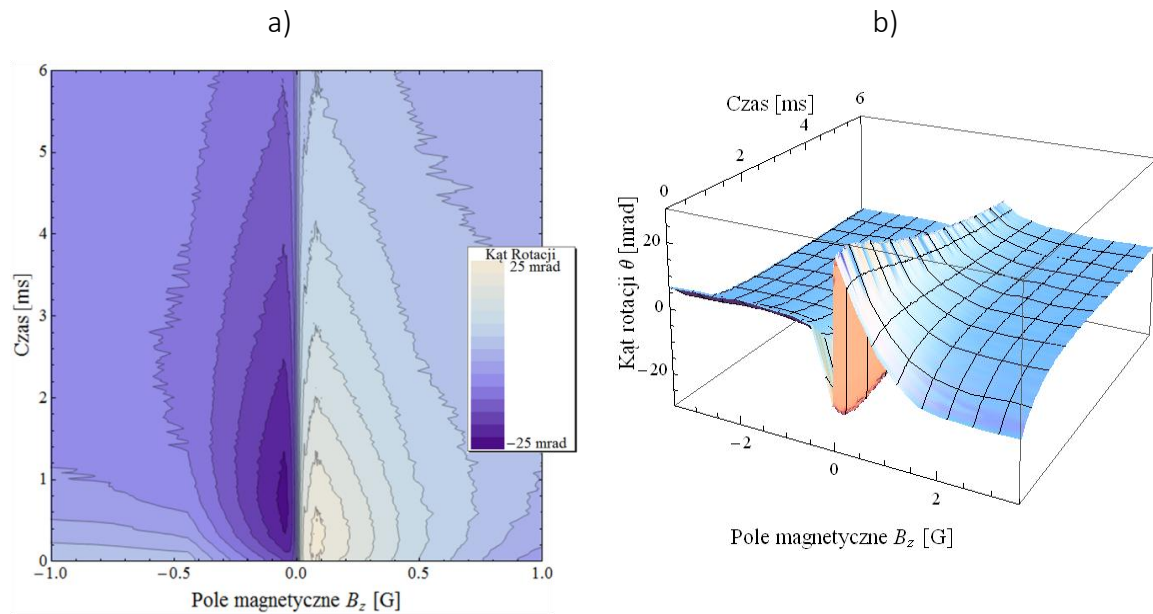 a)
b)
6
5
4
3
2
1
0
−1.0
−0.5
0.0
0.5
1.0
Czas [ms]
Pole magnetyczne Bz [G]
Kąt Rotacji
25 mrad
−25 mrad
Czas [ms]
0
2
4
6
Kąt rotacji θ [mrad]
20
0
−20
−2
0
2
Pole magnetyczne Bz [G]